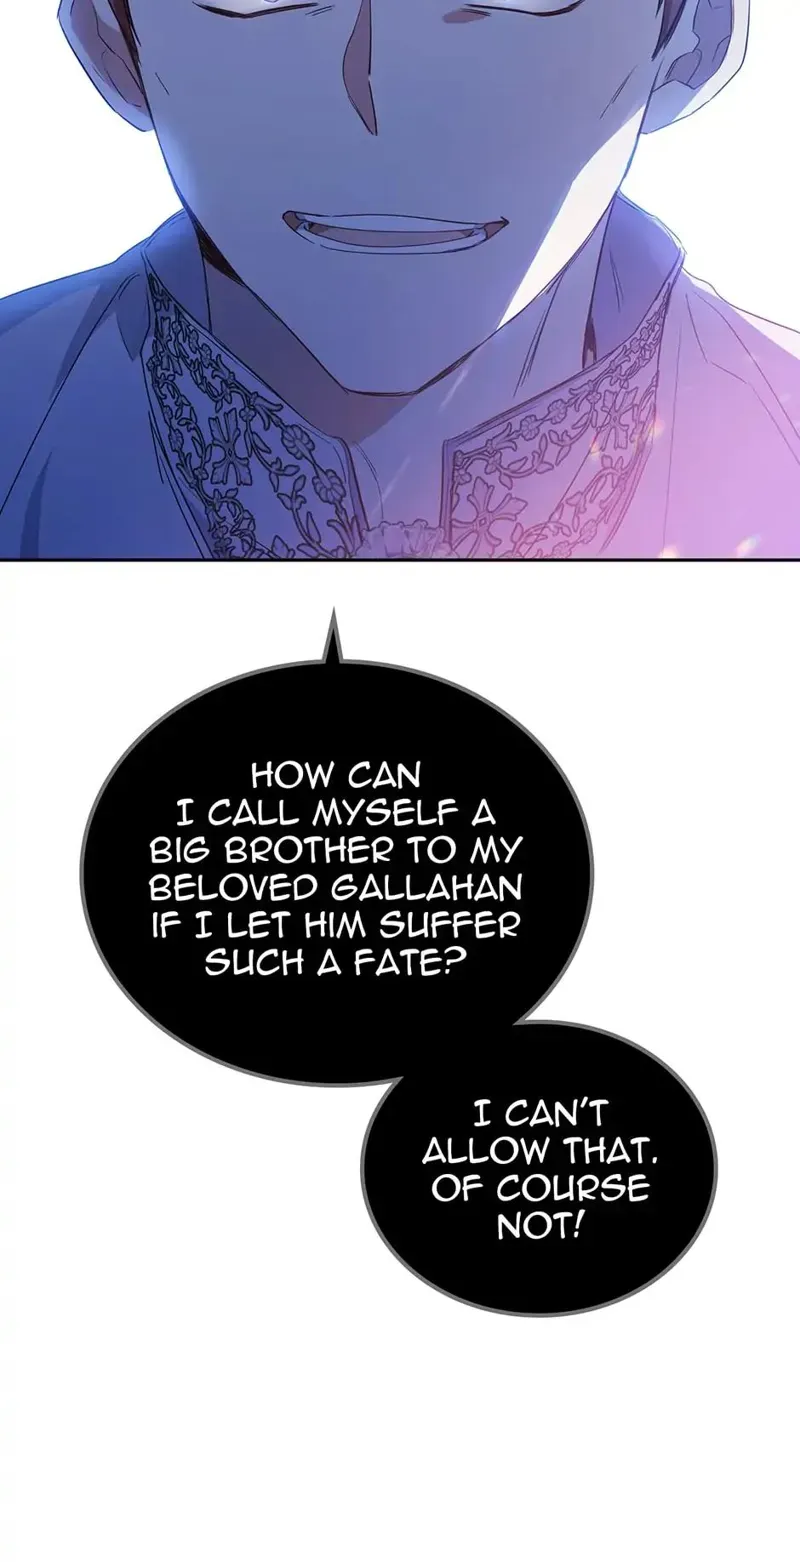 HOW CAN
I CALL MYSELF A
BIG BROTHER TO MY
BELOVED GALLAHAN
IF I LET HIM SUFFER
SUCH A FATE?
I CAN'T
ALLOW THAT.
OF COURSE
NOT!